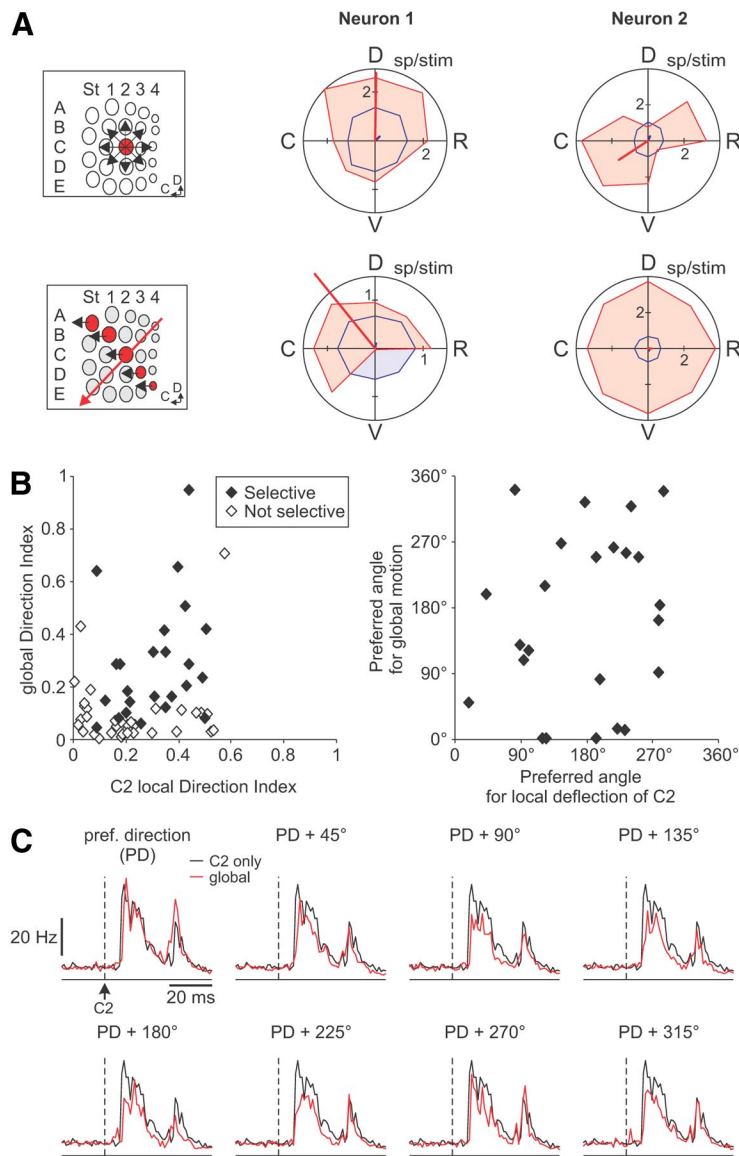 A
Neuron 1
Neuron 2
St 1 2 3 4
A
B
C
D
E
D
C
D sp/stim
2
C
2
R
V
D sp/stim
2
C
2
R
V
St 1 2 3 4
A
B
C
D
E
D
C
D sp/stim
1
C
1
R
V
D sp/stim
2
C
2
R
V
B
1
0.8
0.6
0.4
0.2
0
0 0.2 0.4 0.6 0.8 1
global Direction Index
C2 local Direction Index
Selective
Not selective
360°
270°
180°
90°
0°
0 90° 180° 270° 360°
Preferred angle
for global motion
Preferred angle
for local deflection of C2
C
pref. direction
(PD)
C2 only
global
PD + 45°
PD + 90°
PD + 135°
20 Hz
C2
20 ms
PD + 180°
PD + 225°
PD + 270°
PD + 315°